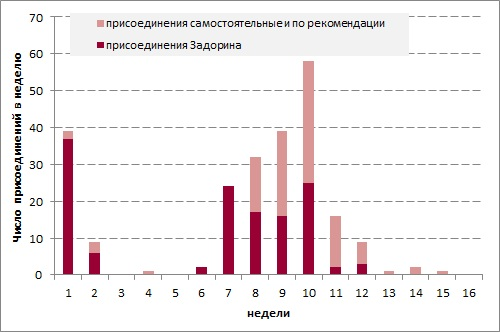 присоединения самостоятельные и по рекомендации
присоединения Задорина
Число присоединений в неделю
70
60
50
40
30
20
10
0
1 2 3 4 5 6 7 8 9 10 11 12 13 14 15 16
недели